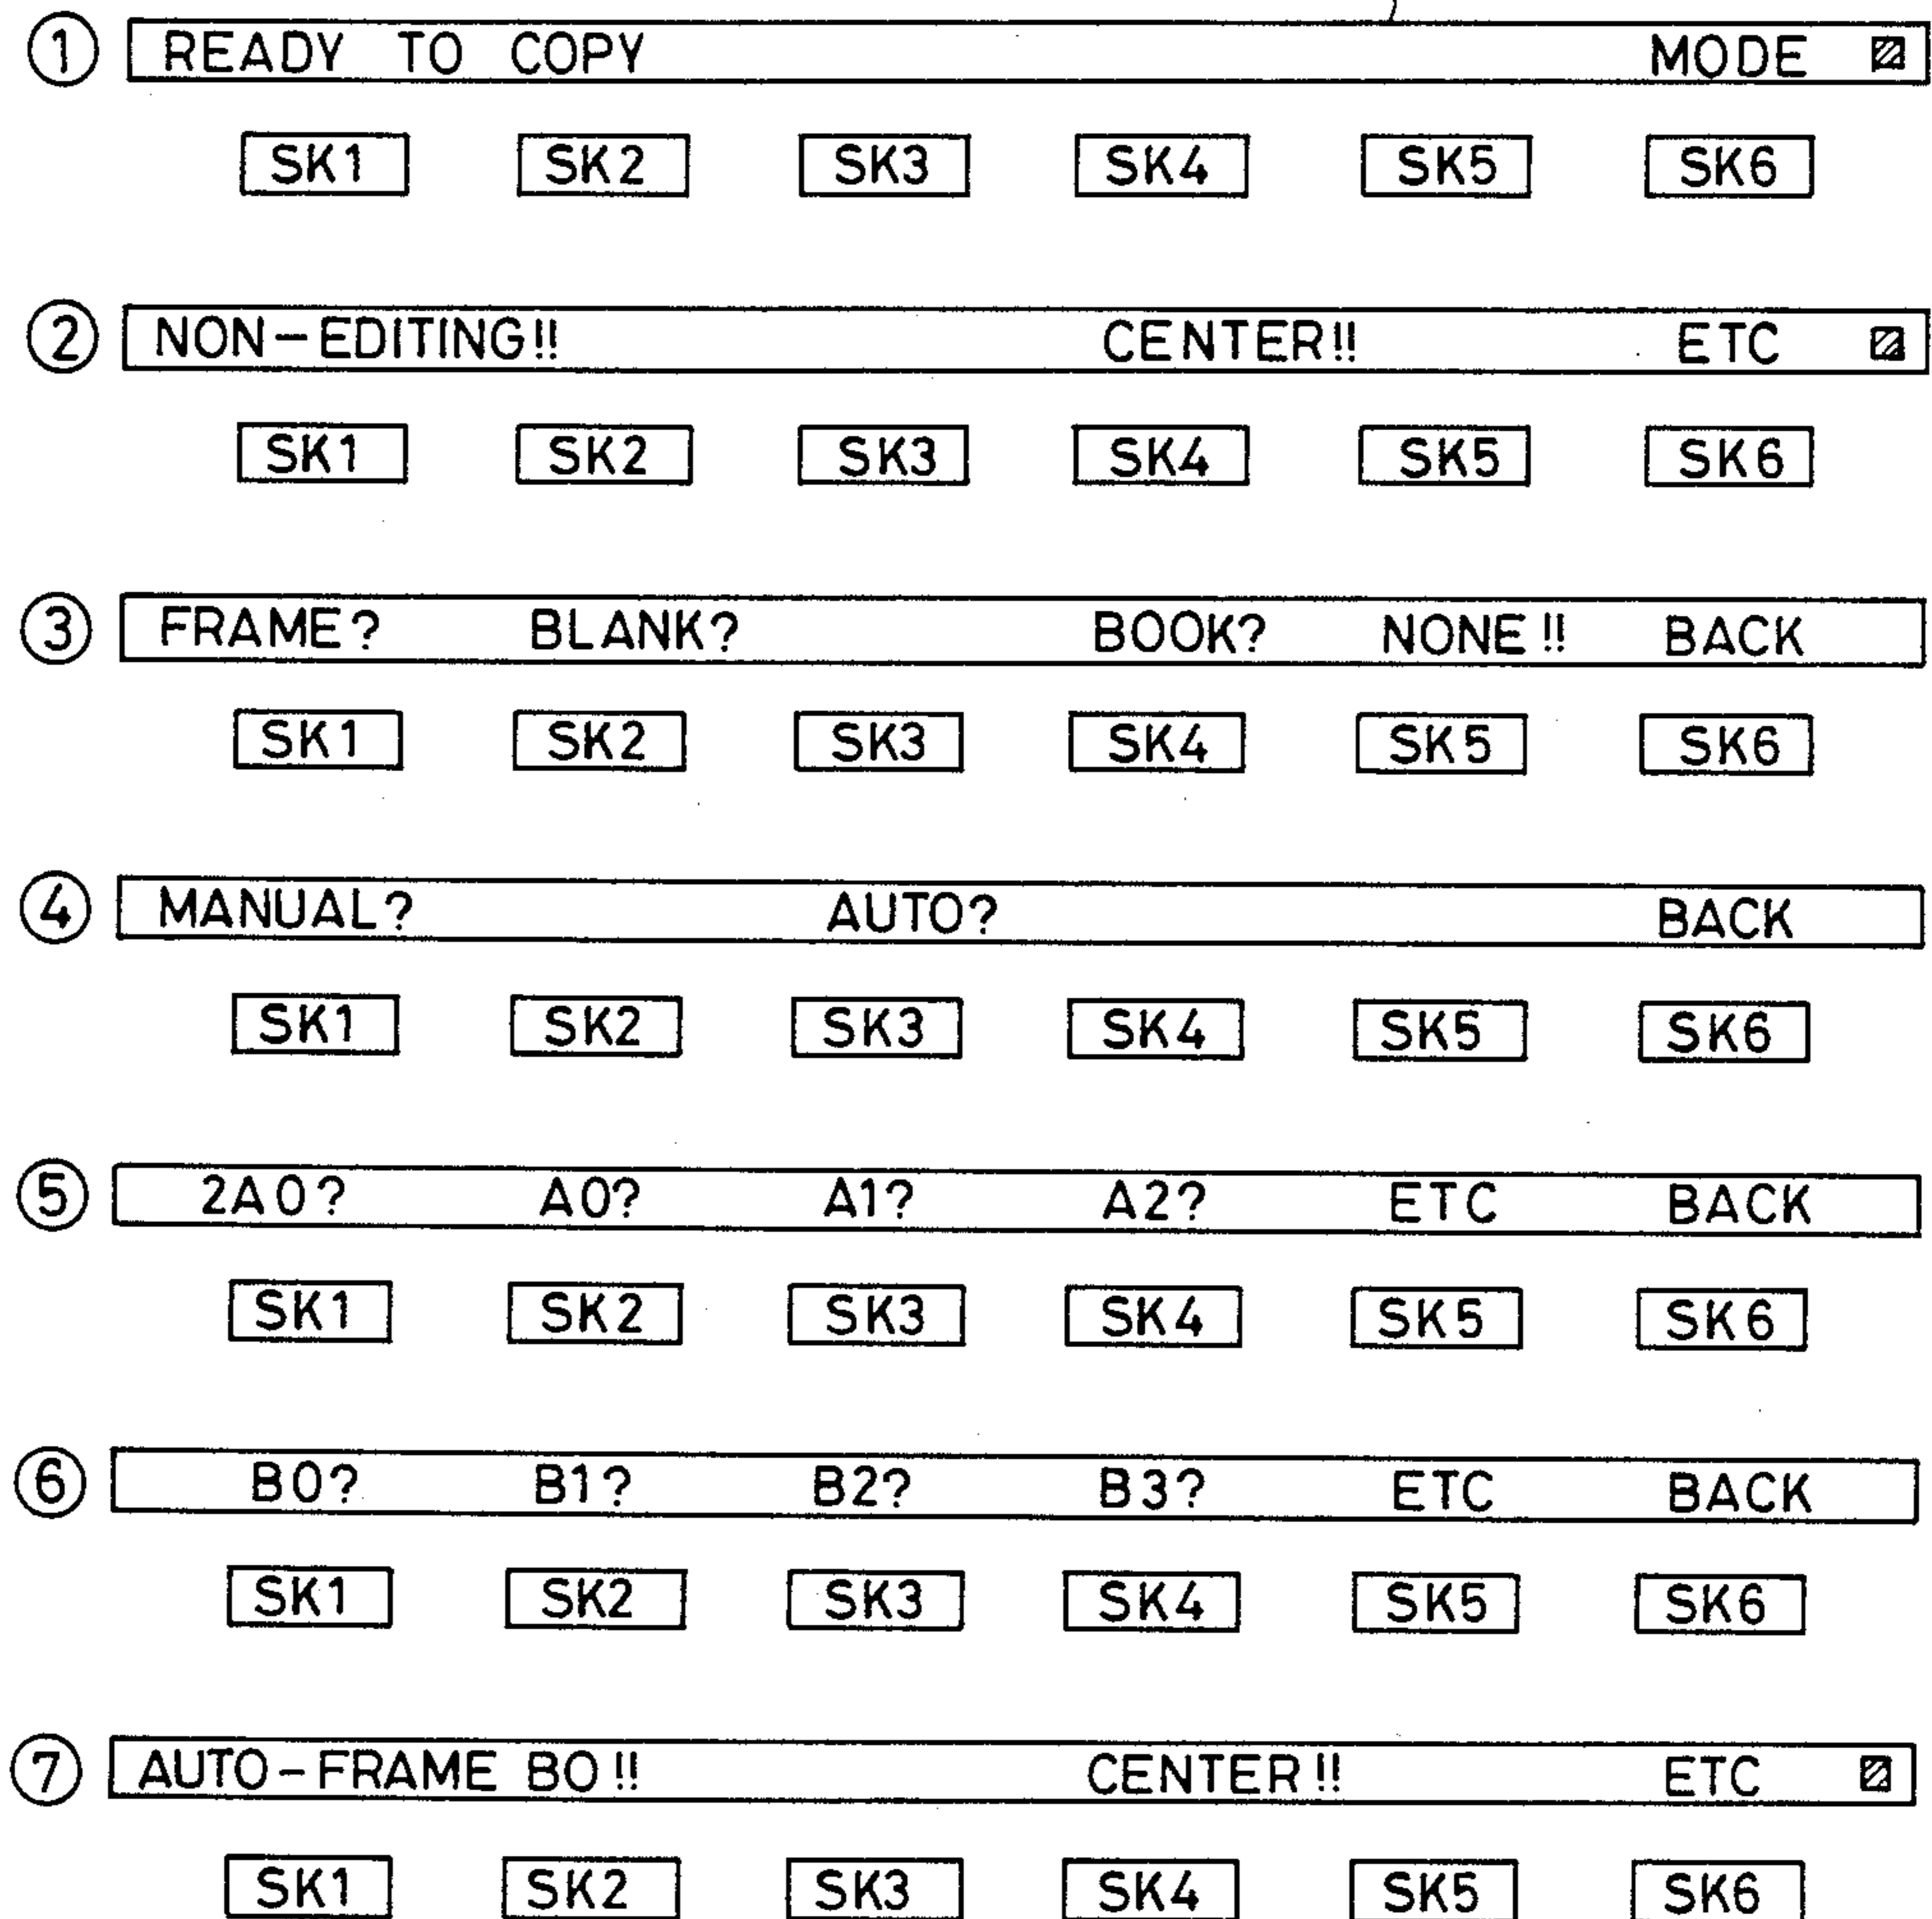 ① READY TO COPY MODE
SK1 SK2 SK3 SK4 SK5 SK6
② NON-EDITING!! CENTER!! ETC
SK1 SK2 SK3 SK4 SK5 SK6
③ FRAME? BLANK? BOOK? NONE!! BACK
SK1 SK2 SK3 SK4 SK5 SK6
④ MANUAL? AUTO? BACK
SK1 SK2 SK3 SK4 SK5 SK6
⑤ 2A0? A0? A1? A2? ETC BACK
SK1 SK2 SK3 SK4 SK5 SK6
⑥ B0? B1? B2? B3? ETC BACK
SK1 SK2 SK3 SK4 SK5 SK6
⑦ AUTO-FRAME B0!! CENTER!! ETC
SK1 SK2 SK3 SK4 SK5 SK6